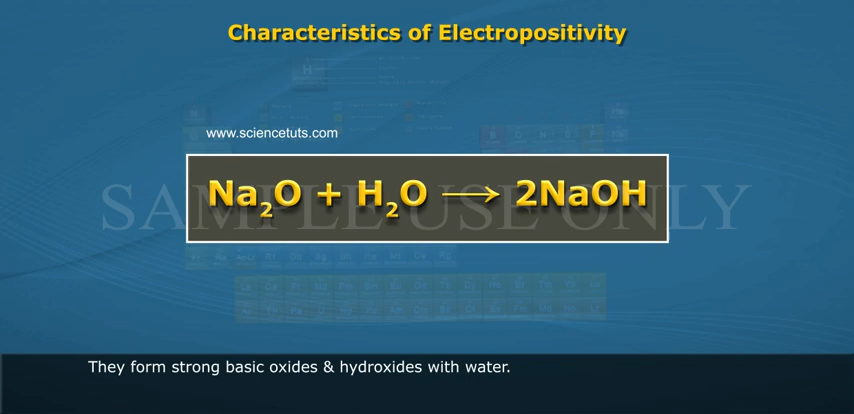 Characteristics of Electropositivity
www.sciencetuts.com
Na₂O + H₂O ⟶ 2NaOH
SAMPLE USE ONLY
They form strong basic oxides & hydroxides with water.